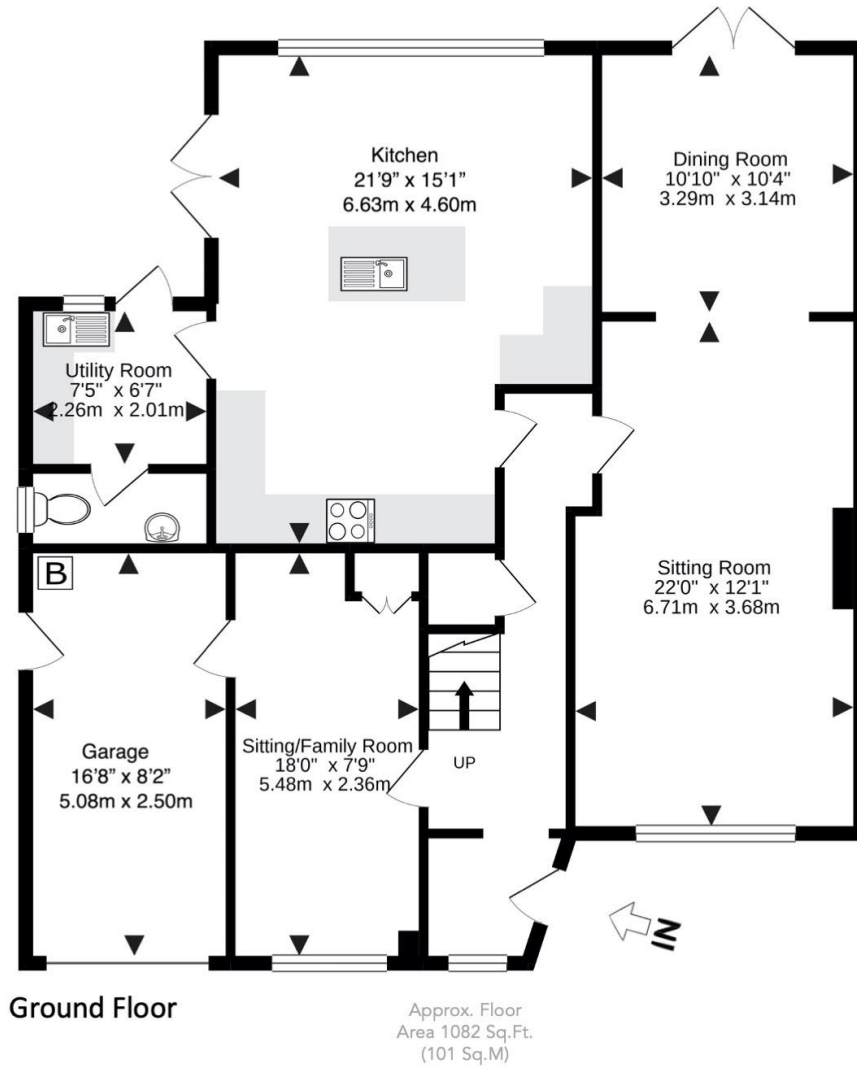 Kitchen
21'9" x 15'1"
6.63m x 4.60m
Dining Room
10'10" x 10'4"
3.29m x 3.14m
Utility Room
7'5" x 6'7"
2.26m x 2.01m
B
Sitting Room
22'0" x 12'1"
6.71m x 3.68m
Garage
16'8" x 8'2"
5.08m x 2.50m
Sitting/Family Room
18'0" x 7'9"
5.48m x 2.36m
UP
IN
Ground Floor
Approx. Floor
Area 1082 Sq.Ft.
(101 Sq.M)